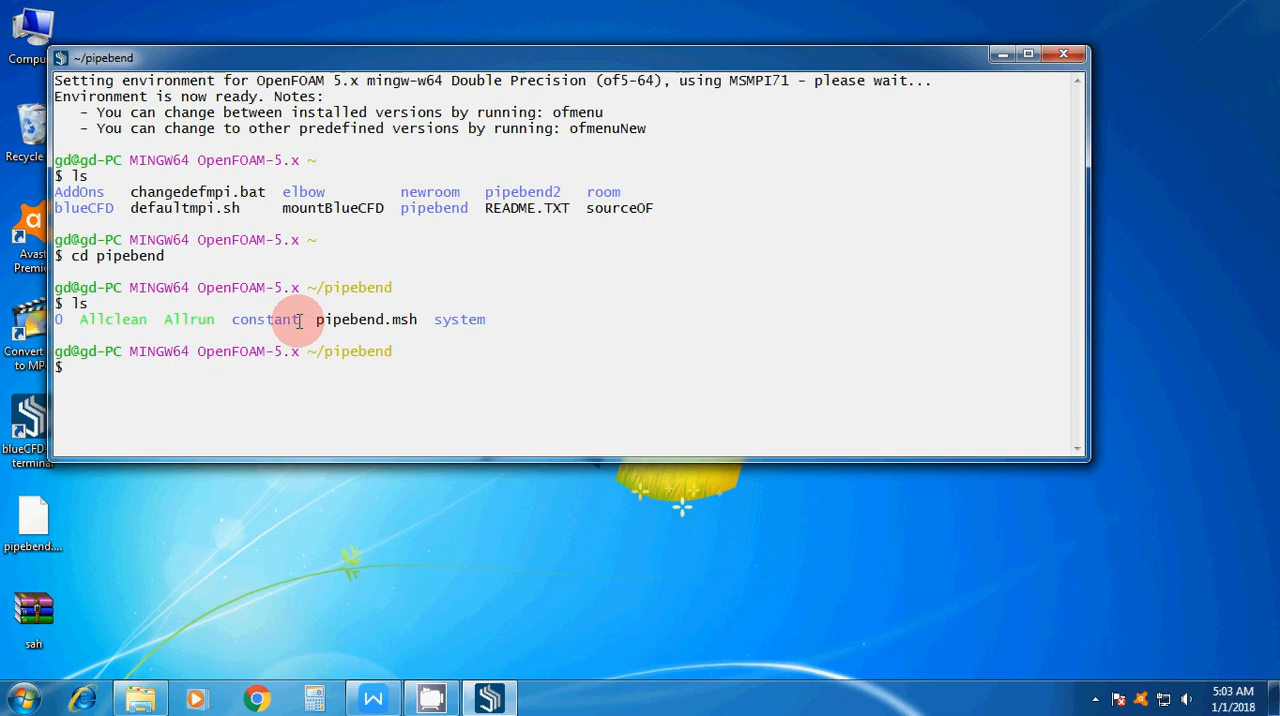 Compu
~/pipebend
Setting environment for OpenFOAM 5.x mingw-w64 Double Precision (of5-64), using MSMPI71 - please wait...
Environment is now ready. Notes:
- You can change between installed versions by running: ofmenu
- You can change to other predefined versions by running: ofmenuNew
gd@gd-PC MINGW64 OpenFOAM-5.x ~
$ ls
AddOns changedefmpi.bat elbow newroom pipebend2 room
blueCFD defaultmpi.sh mountBlueCFD pipebend README.TXT sourceOF
gd@gd-PC MINGW64 OpenFOAM-5.x ~
$ cd pipebend
gd@gd-PC MINGW64 OpenFOAM-5.x ~/pipebend
$ ls
0 Allclean Allrun constant pipebend.msh system
gd@gd-PC MINGW64 OpenFOAM-5.x ~/pipebend
$
Recycle
Avast
Premie
Convert
to MP
blueCFD
termina
pipebend....
sah
5:03 AM
1/1/2018